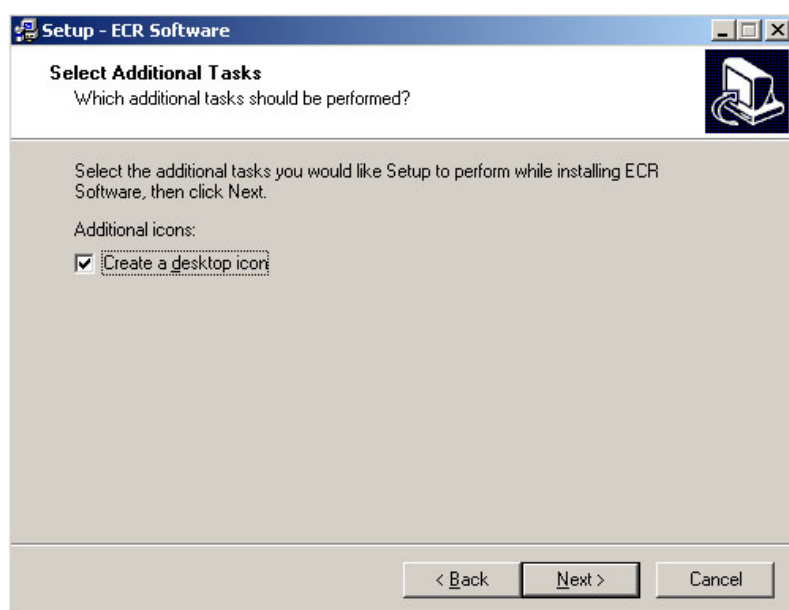 Setup - ECR Software
Select Additional Tasks
Which additional tasks should be performed?
Select the additional tasks you would like Setup to perform while installing ECR
Software, then click Next.
Additional icons:
Create a desktop icon
< Back
Next >
Cancel